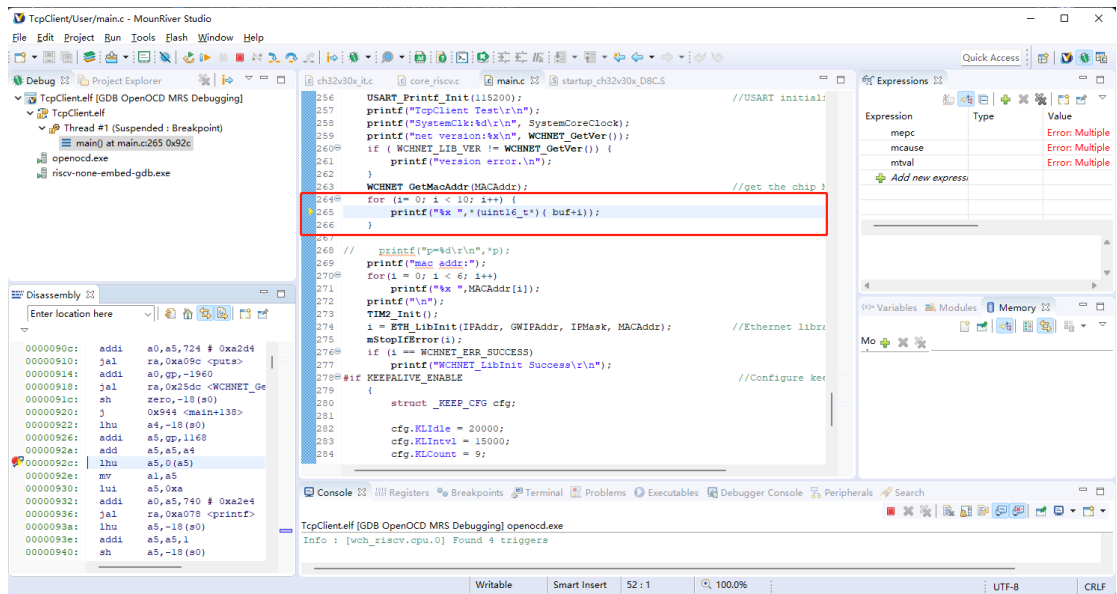 TcpClient/User/main.c - MounRiver Studio
File Edit Project Run Tools Flash Window Help
Quick Access
Debug Project Explorer
TcpClient.elf [GDB OpenOCD MRS Debugging]
TcpClient.elf
Thread #1 (Suspended : Breakpoint)
main() at main.c:265 0x92c
openocd.exe
riscv-none-embed-gdb.exe
ch32v30x_it.c core_riscv.c main.c startup_ch32v30x_D8C.S
256 USART_Printf_Init(115200); //USART initiali
257 printf("TcpClient Test\r\n");
258 printf("SystemClk:%d\r\n", SystemCoreClock);
259 printf("net version:%x\n", WCHNET_GetVer());
260 if ( WCHNET_LIB_VER != WCHNET_GetVer()) {
261 printf("version error.\n");
262 }
263 WCHNET_GetMacAddr(MACAddr); //get the chip M
264 for (i= 0; i < 10; i++) {
265 printf("%x ",*(uint16_t*)( buf+i));
266 }
267
268 // printf("p=%d\r\n",*p);
269 printf("mac addr:");
270 for(i = 0; i < 6; i++)
271 printf("%x ",MACAddr[i]);
272 printf("\n");
273 TIM2_Init();
274 i = ETH_LibInit(IPAddr, GWIPAddr, IPMask, MACAddr); //Ethernet libra
275 mStopIfError(i);
276 if (i == WCHNET_ERR_SUCCESS)
277 printf("WCHNET_LibInit Success\r\n");
278 #if KEEPALIVE_ENABLE //Configure kee
279 {
280 struct _KEEP_CFG cfg;
281
282 cfg.KLIdle = 20000;
283 cfg.KLIntvl = 15000;
284 cfg.KLCount = 9;
Expressions
Expression Type Value
mepc Error: Multiple
mcause Error: Multiple
mtval Error: Multiple
Add new expressi
Variables Modules Memory
Mo
Disassembly
Enter location here
0000090c: addi a0,a5,724 # 0xa2d4
00000910: jal ra,0xa09c <puts>
00000914: addi a0,gp,-1960
00000918: jal ra,0x25dc <WCHNET_Ge
0000091c: sh zero,-18(s0)
00000920: j 0x944 <main+138>
00000922: lhu a4,-18(s0)
00000926: addi a5,gp,1168
0000092a: add a5,a5,a4
0000092c: lhu a5,0(a5)
0000092e: mv a1,a5
00000930: lui a5,0xa
00000932: addi a0,a5,740 # 0xa2e4
00000936: jal ra,0xa078 <printf>
0000093a: lhu a5,-18(s0)
0000093e: addi a5,a5,1
00000940: sh a5,-18(s0)
Console Registers Breakpoints Terminal Problems Executables Debugger Console Peripherals Search
TcpClient.elf [GDB OpenOCD MRS Debugging] openocd.exe
Info : [wch_riscv.cpu.0] Found 4 triggers
Writable Smart Insert 52 : 1 100.0% UTF-8 CRLF